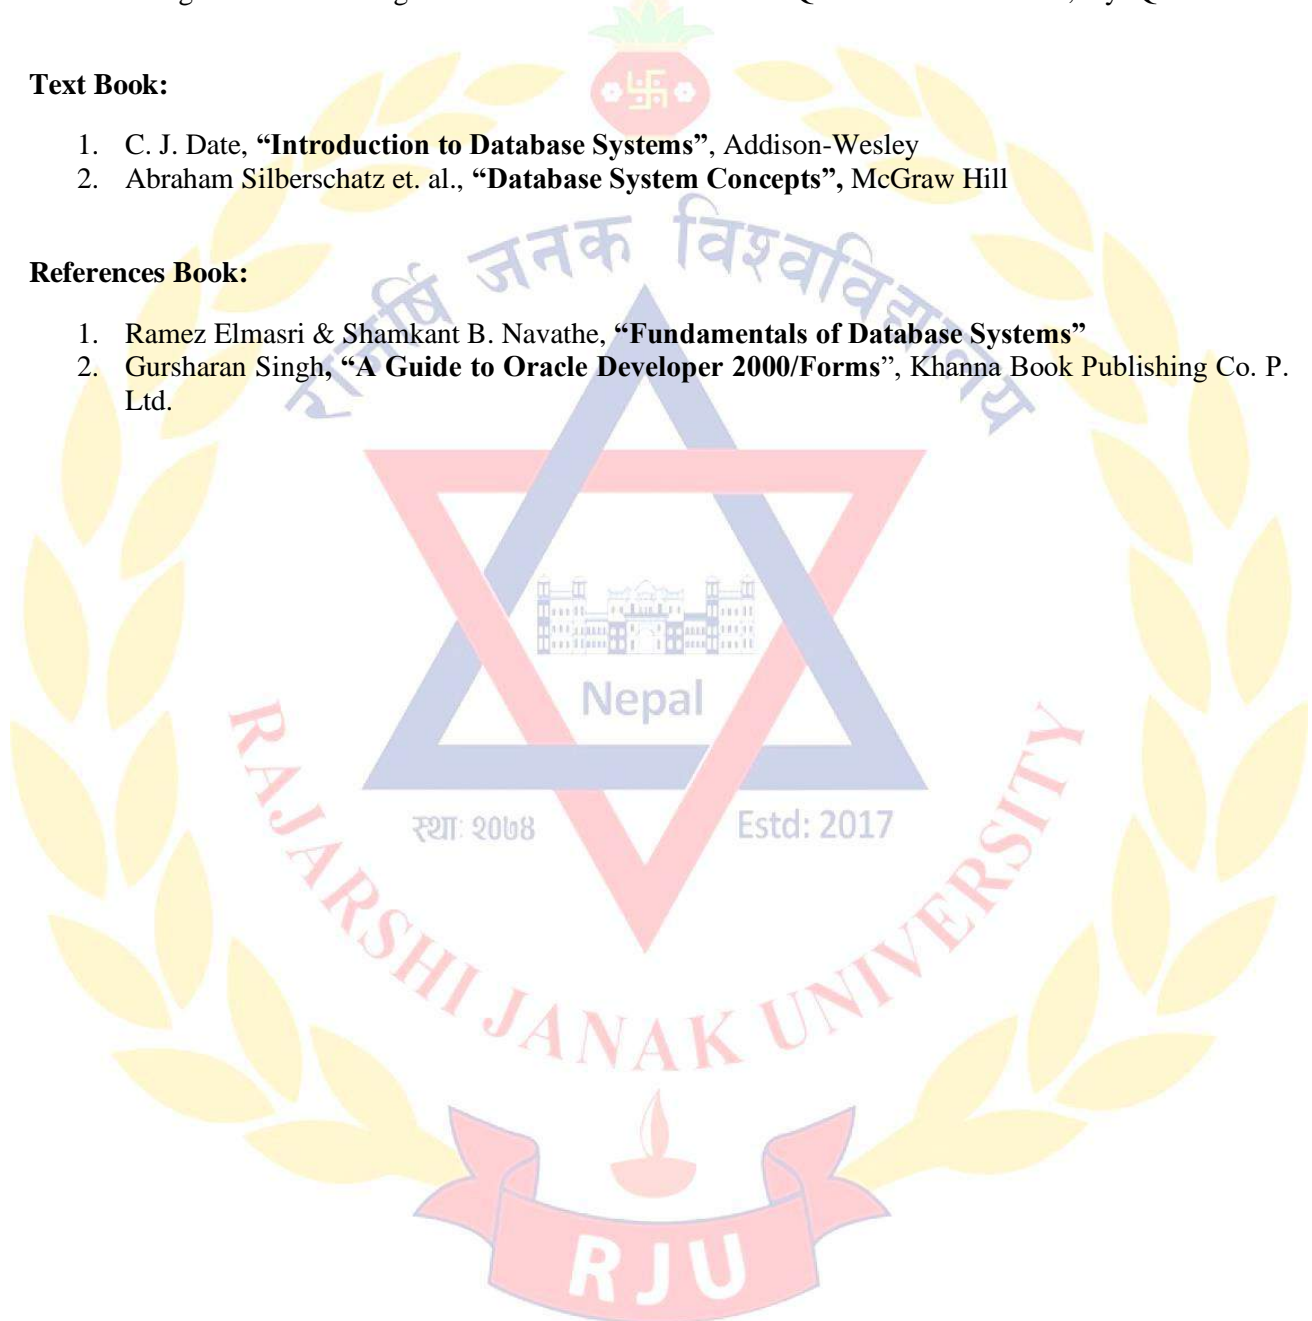 Text Book:
1. C. J. Date, “Introduction to Database Systems”, Addison-Wesley
2. Abraham Silberschatz et. al., “Database System Concepts”, McGraw Hill
References Book:
1. Ramez Elmasri & Shamkant B. Navathe, “Fundamentals of Database Systems”
2. Gursharan Singh, “A Guide to Oracle Developer 2000/Forms”, Khanna Book Publishing Co. P.
Ltd.
राजर्षि जनक विश्वविद्यालय
Nepal
स्था: २०७४ Estd: 2017
RAJARSHI JANAK UNIVERSITY
RJU